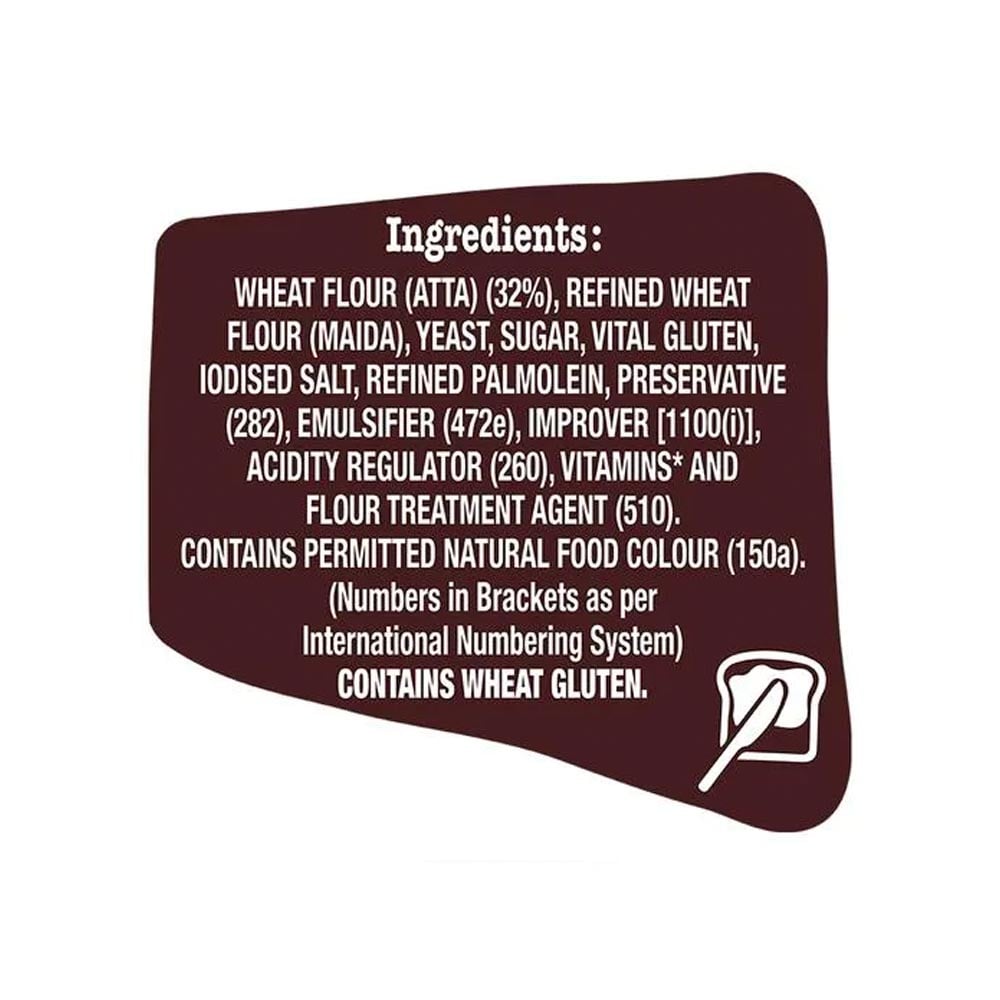 Ingredients:
WHEAT FLOUR (ATTA) (32%), REFINED WHEAT
FLOUR (MAIDA), YEAST, SUGAR, VITAL GLUTEN,
IODISED SALT, REFINED PALMOLEIN, PRESERVATIVE
(282), EMULSIFIER (472e), IMPROVER [1100(i)],
ACIDITY REGULATOR (260), VITAMINS* AND
FLOUR TREATMENT AGENT (510).
CONTAINS PERMITTED NATURAL FOOD COLOUR (150a).
(Numbers in Brackets as per
International Numbering System)
CONTAINS WHEAT GLUTEN.